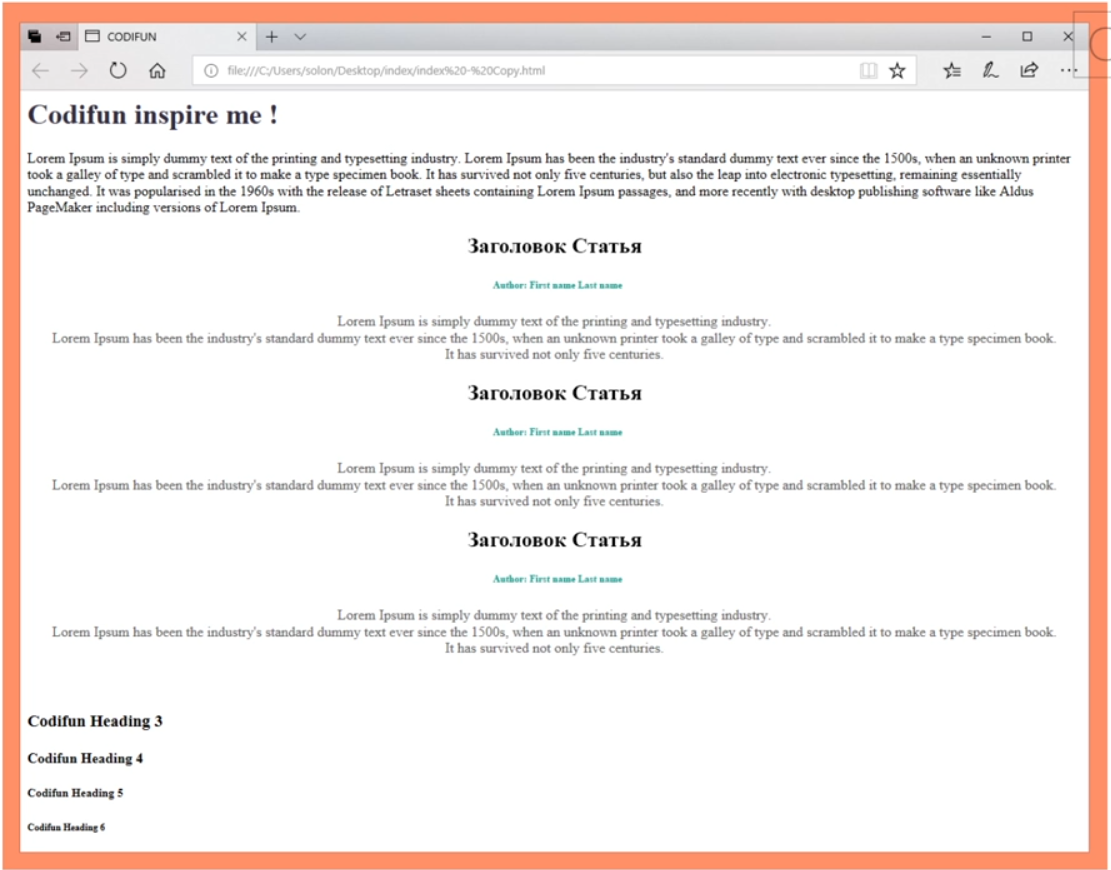 CODIFUN
file:///C:/Users/solon/Desktop/index/index%20-%20Copy.html
Codifun inspire me !
Lorem Ipsum is simply dummy text of the printing and typesetting industry. Lorem Ipsum has been the industry's standard dummy text ever since the 1500s, when an unknown printer
took a galley of type and scrambled it to make a type specimen book. It has survived not only five centuries, but also the leap into electronic typesetting, remaining essentially
unchanged. It was popularised in the 1960s with the release of Letraset sheets containing Lorem Ipsum passages, and more recently with desktop publishing software like Aldus
PageMaker including versions of Lorem Ipsum.
Заголовок Статья
Author: First name Last name
Lorem Ipsum is simply dummy text of the printing and typesetting industry.
Lorem Ipsum has been the industry's standard dummy text ever since the 1500s, when an unknown printer took a galley of type and scrambled it to make a type specimen book.
It has survived not only five centuries.
Заголовок Статья
Author: First name Last name
Lorem Ipsum is simply dummy text of the printing and typesetting industry.
Lorem Ipsum has been the industry's standard dummy text ever since the 1500s, when an unknown printer took a galley of type and scrambled it to make a type specimen book.
It has survived not only five centuries.
Заголовок Статья
Author: First name Last name
Lorem Ipsum is simply dummy text of the printing and typesetting industry.
Lorem Ipsum has been the industry's standard dummy text ever since the 1500s, when an unknown printer took a galley of type and scrambled it to make a type specimen book.
It has survived not only five centuries.
Codifun Heading 3
Codifun Heading 4
Codifun Heading 5
Codifun Heading 6